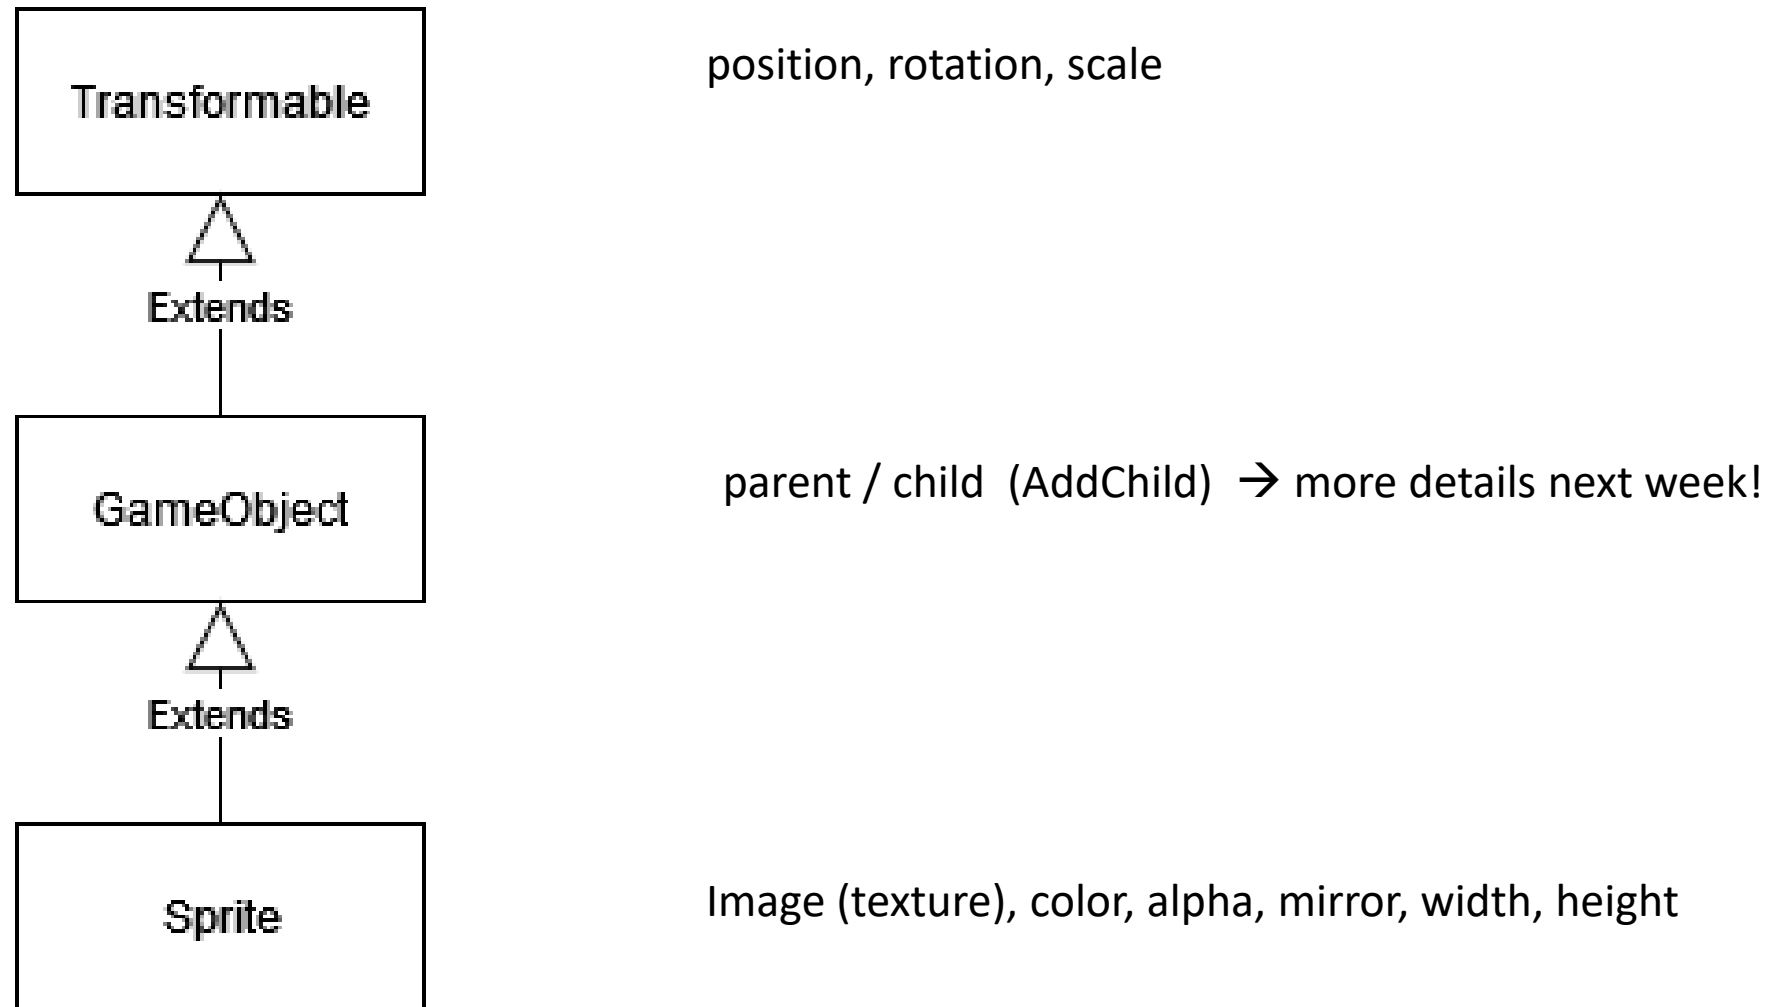 Transformable
position, rotation, scale
Extends
GameObject
parent / child  (AddChild)  → more details next week!
Extends
Sprite
Image (texture), color, alpha, mirror, width, height